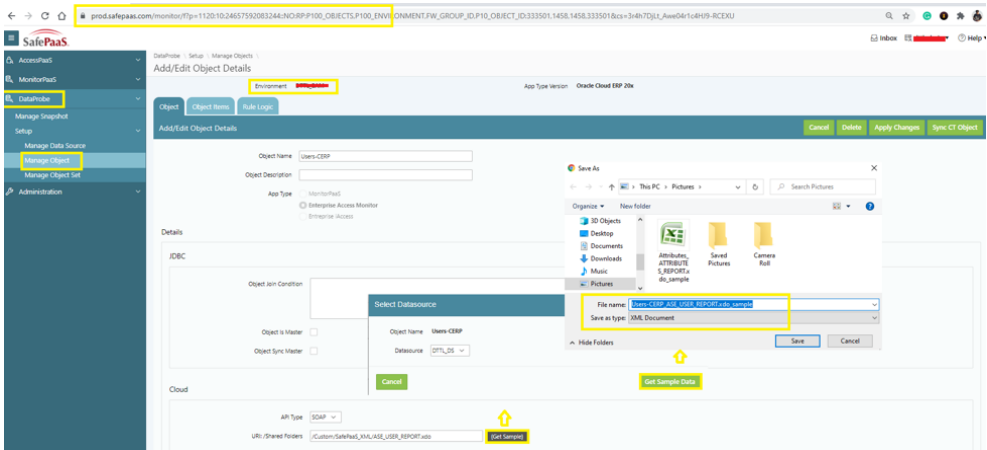 prod.safepaas.com/monitor/f?p=1120:10:24657592083244:NO:RP:P100_OBJECTS,P100_ENVIRONMENT,FW_GROUP_ID,P10_OBJECT_ID:333501,1458,1458,333501&cs=
SafePaaS
Inbox
Help
AccessPaaS
MonitorPaaS
DataProbe
Manage Snapshot
Setup
Manage Data Source
Manage Object
Manage Object Set
Administration
DataProbe \ Setup \ Manage Objects \
Add/Edit Object Details
Environment
App Type Version Oracle Cloud ERP 20x
Object Object Items Rule Logic
Add/Edit Object Details
Cancel Delete Apply Changes Sync CT Object
Object Name Users-CERP
Object Description
App Type MonitorPaaS
Enterprise Access Monitor
Entreprise iAccess
Details
JDBC
Object Join Condition
Object Is Master
Object Sync Master
Select Datasource
Object Name Users-CERP
Datasource DTTL_DS
Cancel
Get Sample Data
Save As
This PC > Pictures >
Search Pictures
Organize New folder
3D Objects
Desktop
Documents
Downloads
Music
Pictures
Attributes_
ATTRIBUTE
S_REPORT.x
do_sample
Saved
Pictures
Camera
Roll
File name: Users-CERP_ASE_USER_REPORT.xdo_sample
Save as type: XML Document
Hide Folders
Save
Cancel
Cloud
API Type SOAP
URI: /Shared Folders /Custom/SafePaaS_XML/ASE_USER_REPORT.xdo [Get Sample]